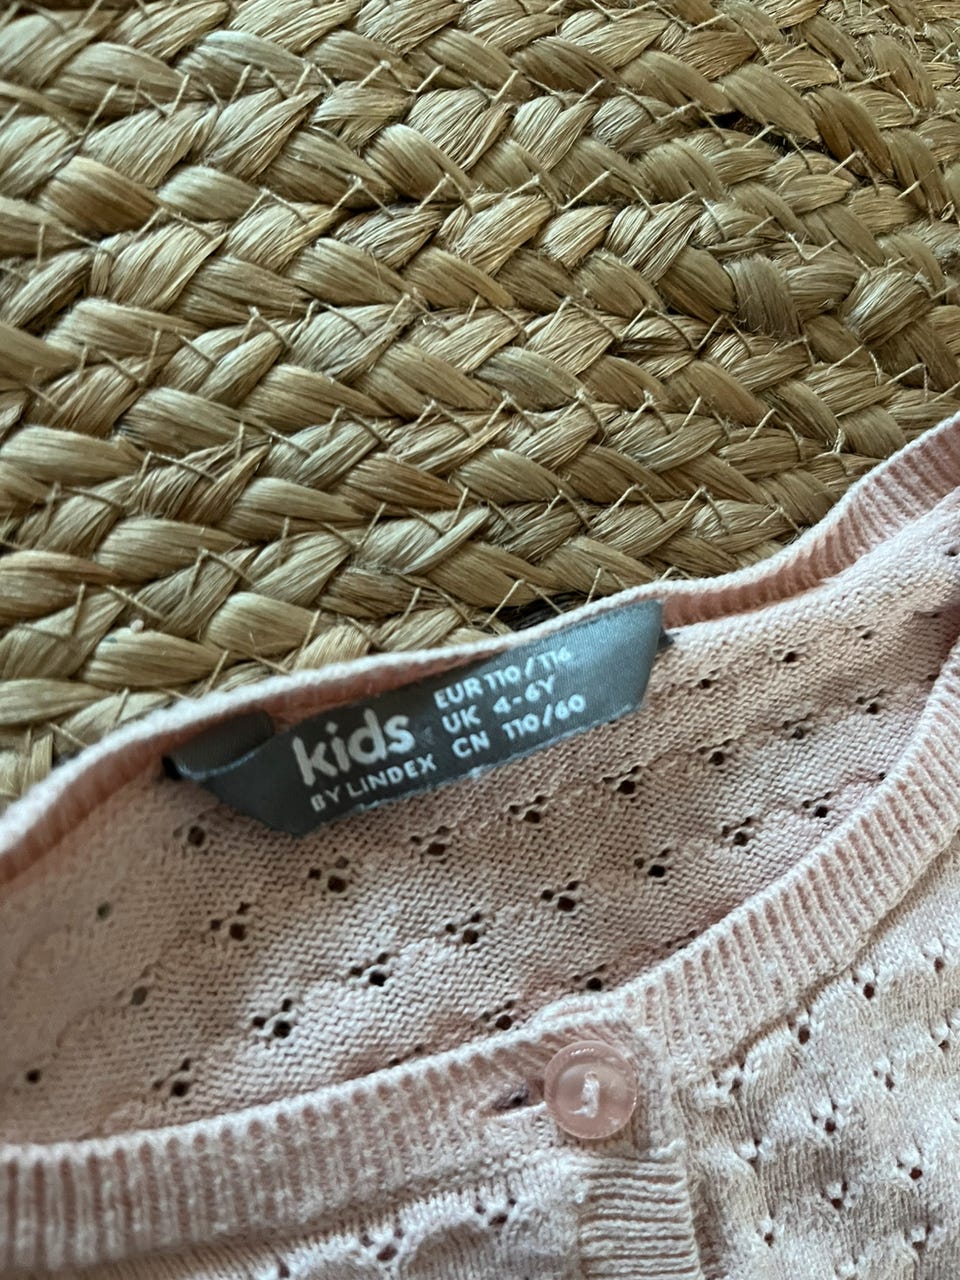 kids
BY LINDEX
EUR 110/116
UK 4-6Y
CN 110/60